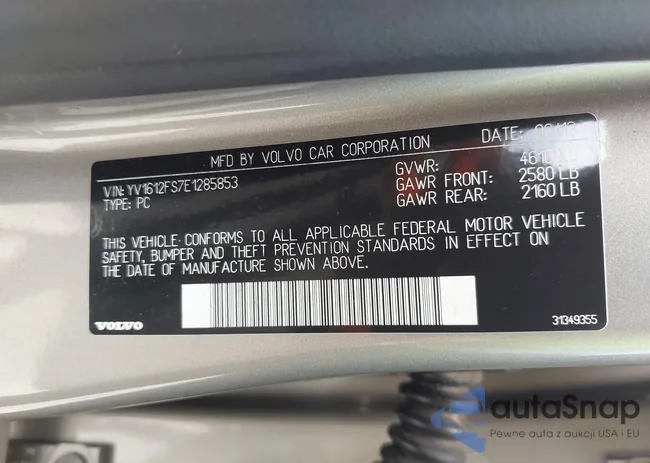 MFD BY VOLVO CAR CORPORATION DATE:
VIN: YV1612FS7E1285853 GVWR:
TYPE: PC GAWR FRONT: 2580 LB
GAWR REAR: 2160 LB
THIS VEHICLE CONFORMS TO ALL APPLICABLE FEDERAL MOTOR VEHICLE
SAFETY, BUMPER AND THEFT PREVENTION STANDARDS IN EFFECT ON
THE DATE OF MANUFACTURE SHOWN ABOVE.
VOLVO 31349355
autaSnap
Pewne auta z aukcji USA i EU